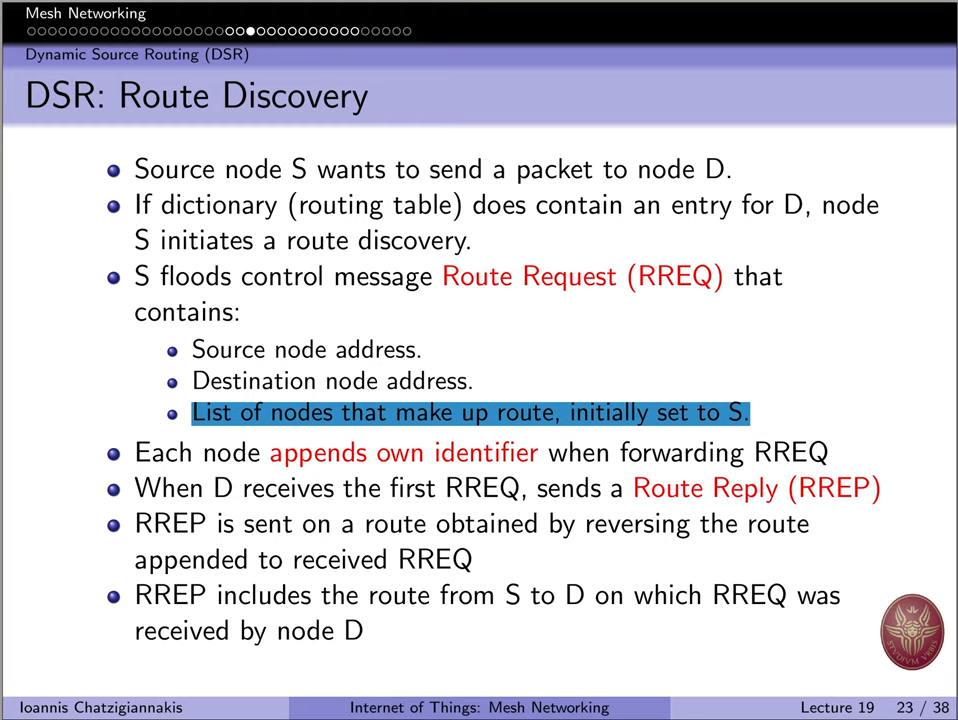 Mesh Networking
Dynamic Source Routing (DSR)
DSR: Route Discovery
Source node S wants to send a packet to node D.
If dictionary (routing table) does contain an entry for D, node
S initiates a route discovery.
S floods control message Route Request (RREQ) that
contains:
Source node address.
Destination node address.
List of nodes that make up route, initially set to S.
Each node appends own identifier when forwarding RREQ
When D receives the first RREQ, sends a Route Reply (RREP)
RREP is sent on a route obtained by reversing the route
appended to received RREQ
RREP includes the route from S to D on which RREQ was
received by node D
STVDIVM VRBIS
Ioannis Chatzigiannakis
Internet of Things: Mesh Networking
Lecture 19
23 / 38